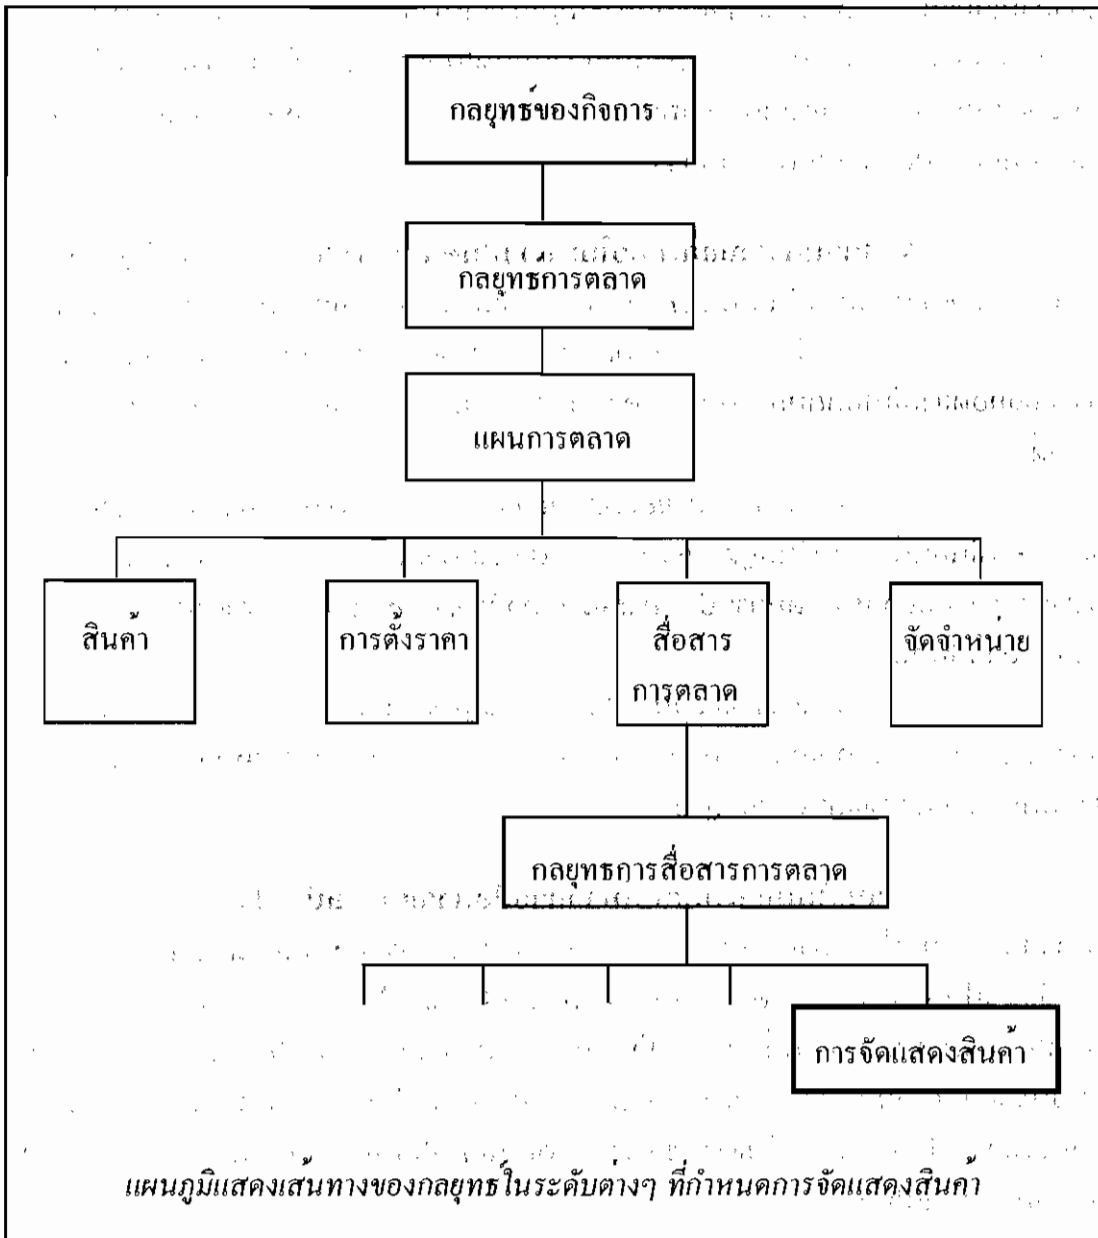 กลยุทธ์ของกิจการ
กลยุทธการตลาด
แผนการตลาด
สินค้า
การตั้งราคา
สื่อสาร
การตลาด
จัดจำหน่าย
กลยุทธการสื่อสารการตลาด
การจัดแสดงสินค้า
แผนภูมิแสดงเส้นทางของกลยุทธในระดับต่างๆ ที่กำหนดการจัดแสดงสินค้า